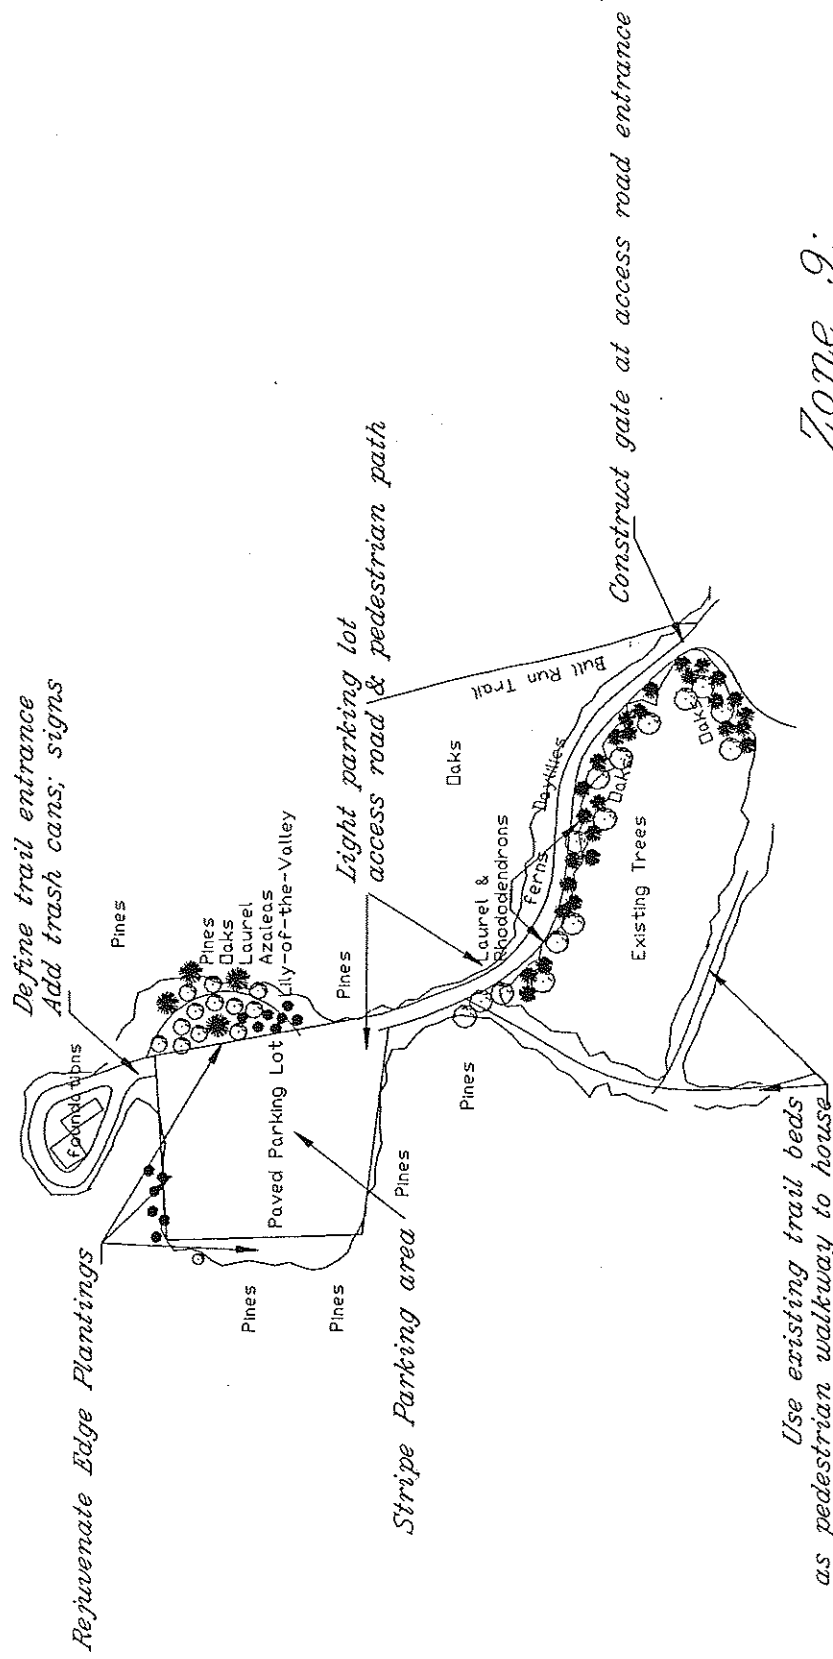 Define trail entrance
Add trash cans; signs
Rejuvenate Edge Plantings
foundations
Pines
Pines
Oaks
Laurel
Azaleas
Lily-of-the-Valley
Paved Parking Lot
Pines
Pines
Pines
Pines
Stripe Parking area
Light parking lot
access road & pedestrian path
Pines
Oaks
Bull Run Trail
Laurel &
Rhododendrons
ferns
Daylilies
Oaks
Oaks
Existing Trees
Construct gate at access road entrance
Use existing trail beds
as pedestrian walkway to house
Zone 9: